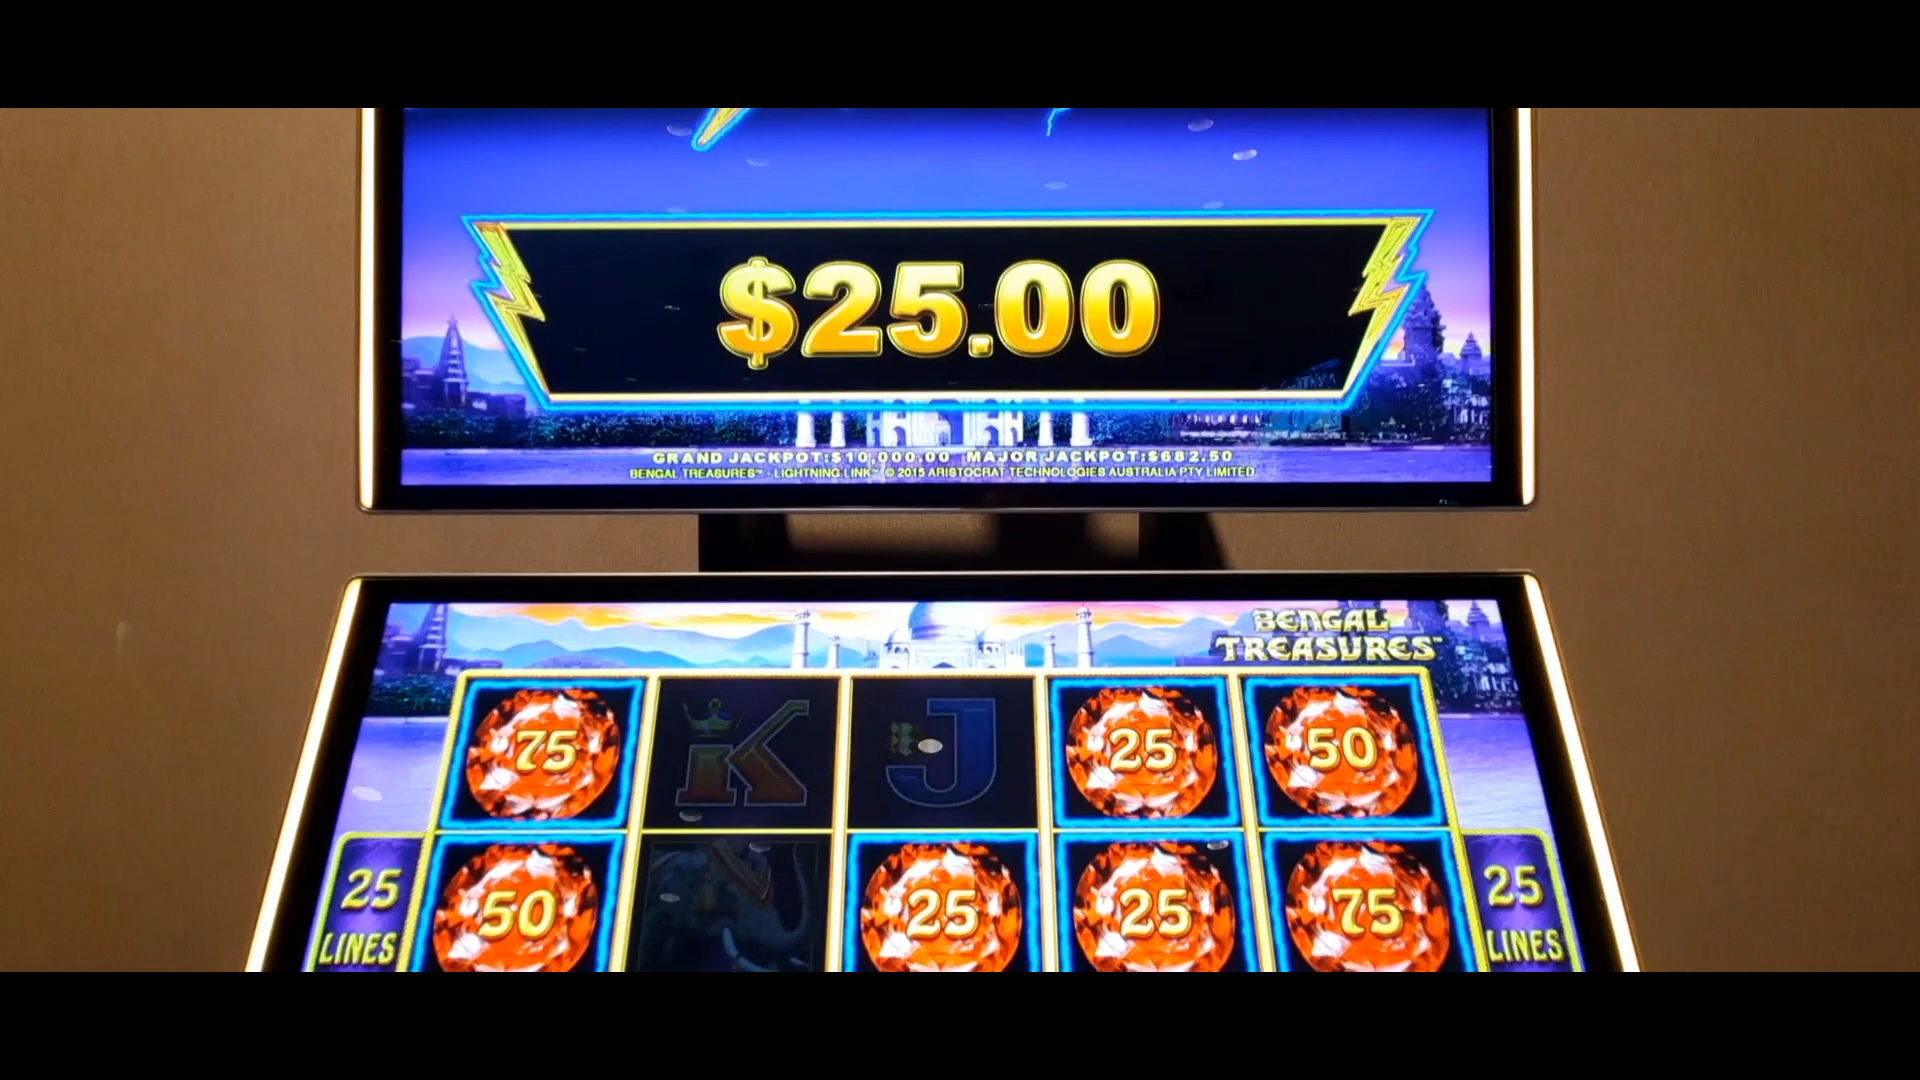 $25.00
GRAND JACKPOT:$10,000.00 MAJOR JACKPOT:$682.50
BENGAL TREASURES™ - LIGHTNING LINK™ © 2015 ARISTOCRAT TECHNOLOGIES AUSTRALIA PTY LIMITED
BENGAL
TREASURES™
75 K J 25 50
50 25 25 75
25
LINES
25
LINES